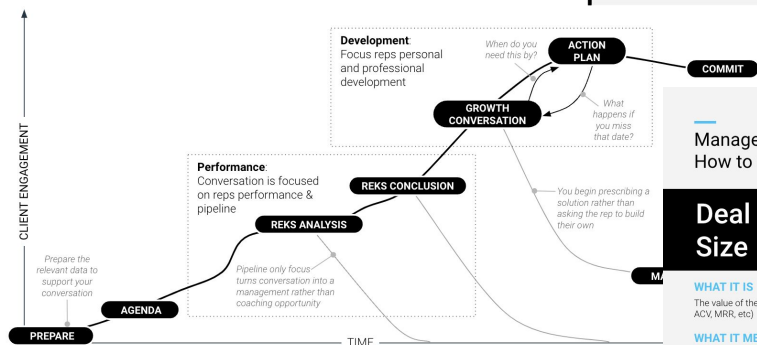 Development:
Focus reps personal
and professional
development
When do you
need this by?
ACTION
PLAN
COMMIT
GROWTH
CONVERSATION
What
happens if
you miss
that date?
Performance:
Conversation is focused
on reps performance &
pipeline
REKS CONCLUSION
REKS ANALYSIS
You begin prescribing a
solution rather than
asking the rep to build
their own
Pipeline only focus
turns conversation into a
management rather than
coaching opportunity
Prepare the
relevant data to
support your
conversation
AGENDA
PREPARE
CLIENT ENGAGEMENT
TIME
MA
Manage
How to
Deal
Size
WHAT IT IS
The value of the
ACV, MRR, etc)
WHAT IT ME